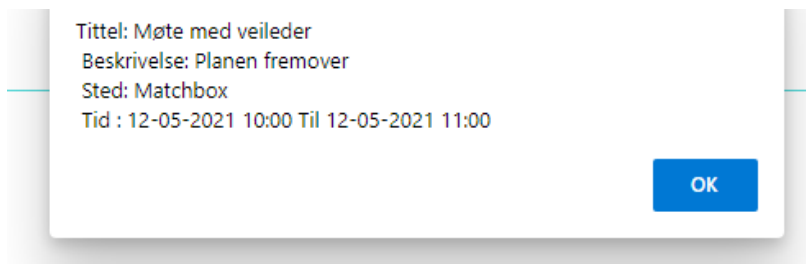 Tittel: Møte med veileder
Beskrivelse: Planen fremover
Sted: Matchbox
Tid : 12-05-2021 10:00 Til 12-05-2021 11:00
OK